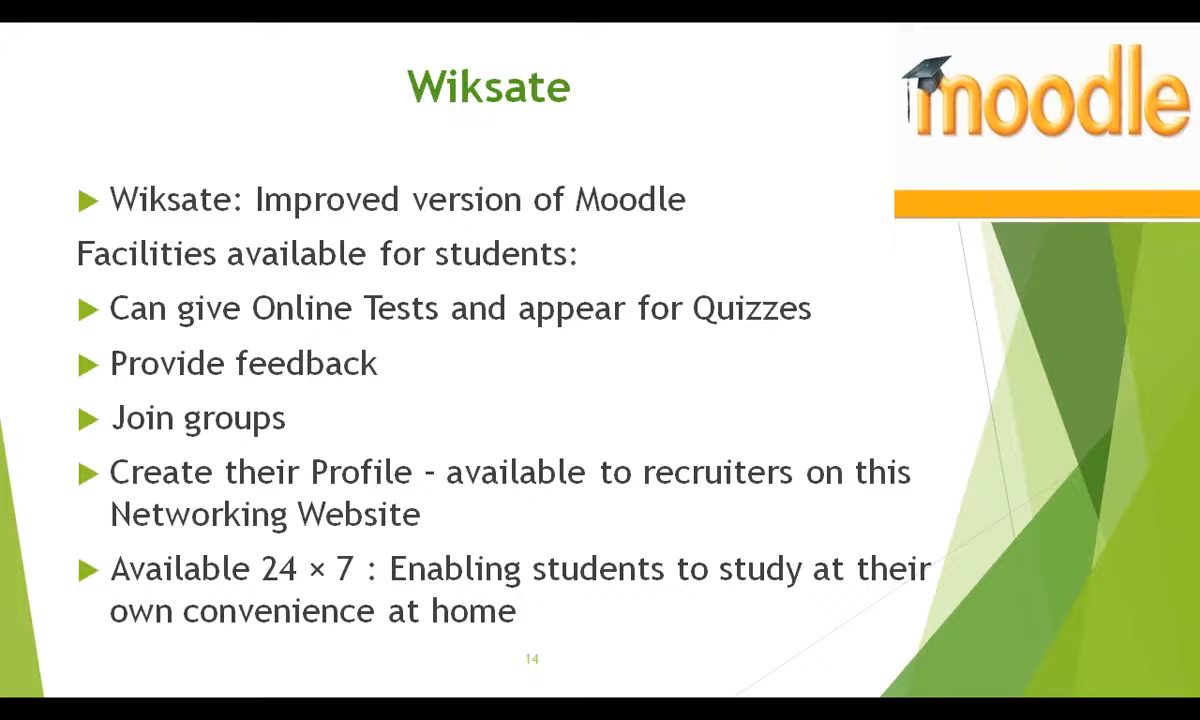 Wiksate
moodle
Wiksate: Improved version of Moodle
Facilities available for students:
Can give Online Tests and appear for Quizzes
Provide feedback
Join groups
Create their Profile – available to recruiters on this
Networking Website
Available 24 × 7 : Enabling students to study at their
own convenience at home
14